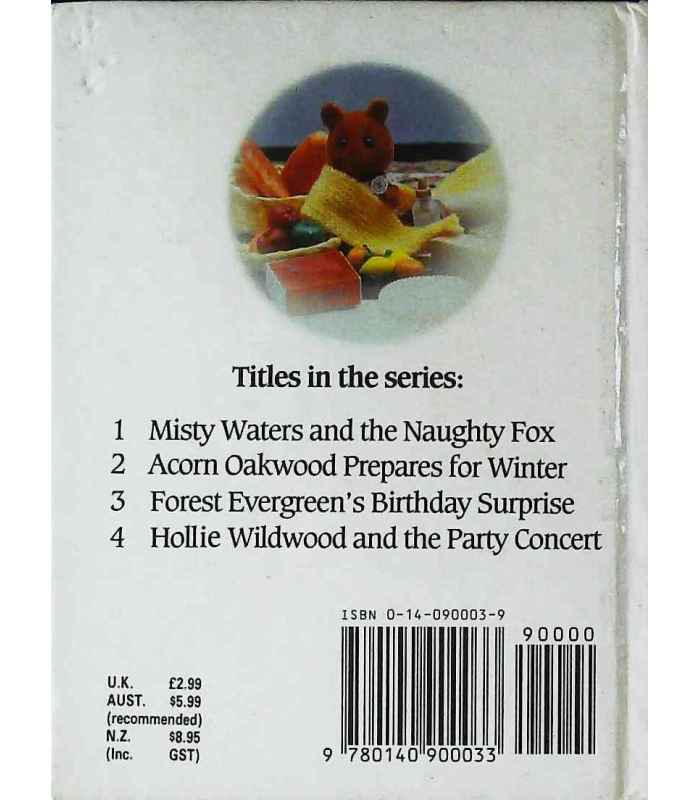 Titles in the series:
1 Misty Waters and the Naughty Fox
2 Acorn Oakwood Prepares for Winter
3 Forest Evergreen's Birthday Surprise
4 Hollie Wildwood and the Party Concert
ISBN 0-14-090003-9
90000
U.K. £2.99
AUST. $5.99
(recommended)
N.Z. $8.95
(Inc. GST)
9 780140 900033